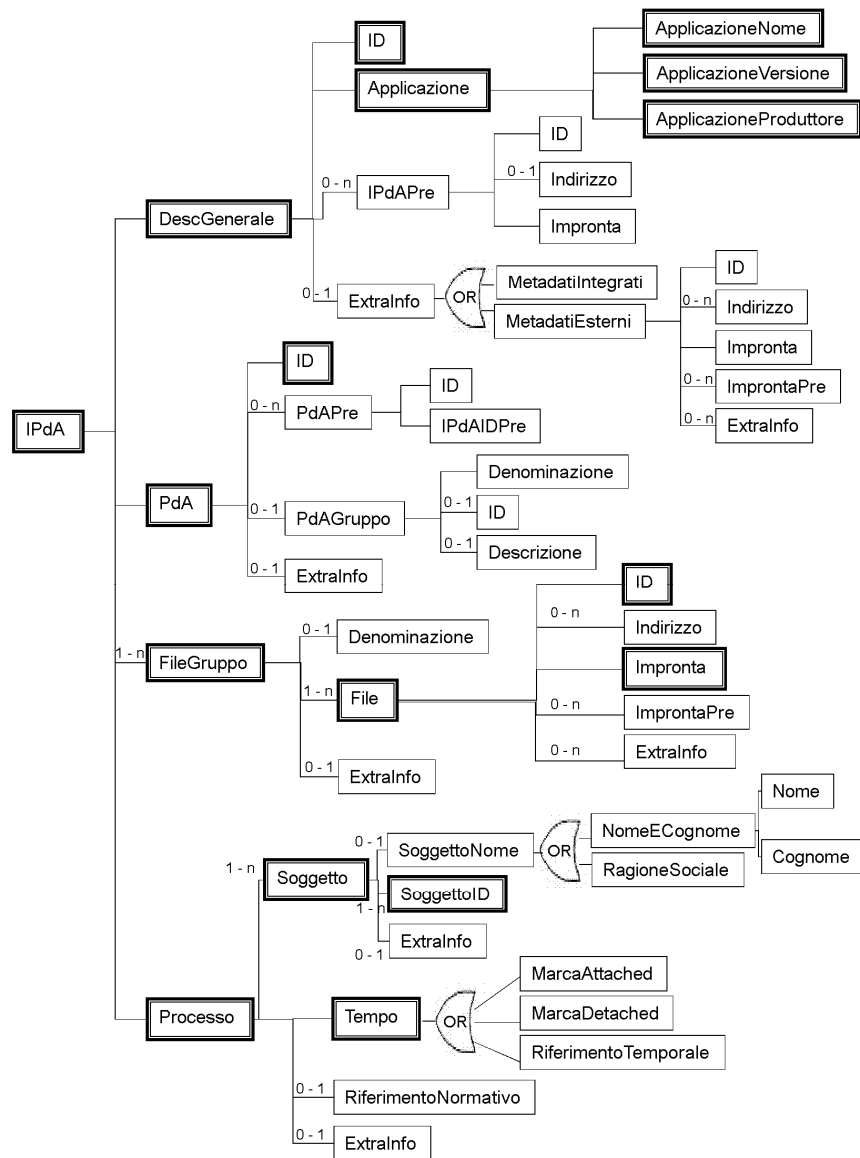 ID
ApplicazioneNome
Applicazione
ApplicazioneVersione
ApplicazioneProduttore
ID
0 - n
IPdAPre
0 - 1
Indirizzo
DescGenerale
Impronta
0 - 1
ExtraInfo
OR
MetadatiIntegrati
MetadatiEsterni
ID
0 - n
Indirizzo
Impronta
0 - n
ImprontaPre
0 - n
ExtraInfo
ID
0 - n
PdAPre
ID
IPdAIDPre
IPdA
PdA
Denominazione
0 - 1
PdAGruppo
0 - 1
ID
0 - 1
Descrizione
0 - 1
ExtraInfo
ID
0 - 1
Denominazione
0 - n
Indirizzo
1 - n
FileGruppo
1 - n
File
Impronta
0 - n
ImprontaPre
0 - 1
ExtraInfo
0 - n
ExtraInfo
Nome
0 - 1
SoggettoNome
OR
NomeECognome
RagioneSociale
Cognome
1 - n
Soggetto
SoggettoID
1 - n
ExtraInfo
0 - 1
Processo
Tempo
OR
MarcaAttached
MarcaDetached
RiferimentoTemporale
0 - 1
RiferimentoNormativo
0 - 1
ExtraInfo